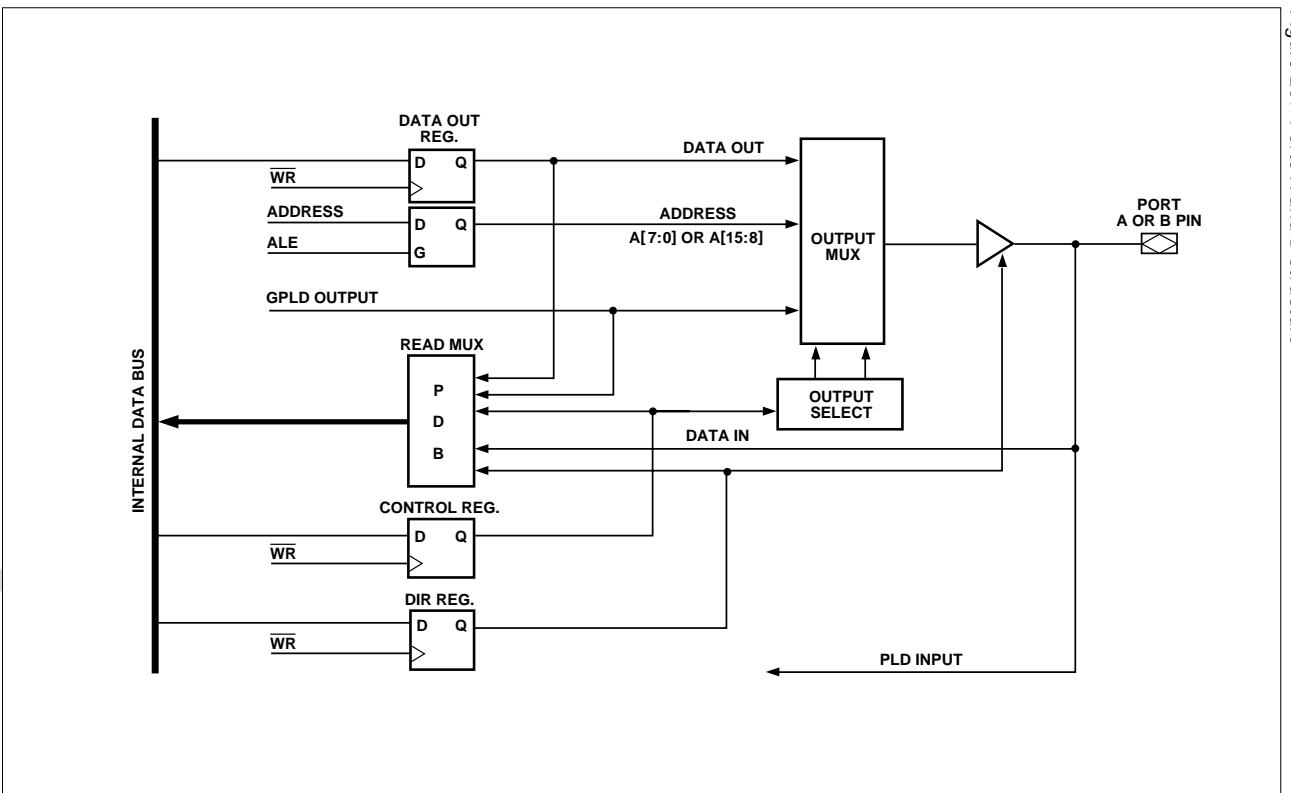 DATA OUT
REG.
D Q
WR
ADDRESS
D Q
ALE
G
DATA OUT
ADDRESS
A[7:0] OR A[15:8]
OUTPUT
MUX
PORT
A OR B PIN
GPLD OUTPUT
READ MUX
P
D
B
OUTPUT
SELECT
DATA IN
INTERNAL DATA BUS
CONTROL REG.
D Q
WR
DIR REG.
D Q
WR
PLD INPUT